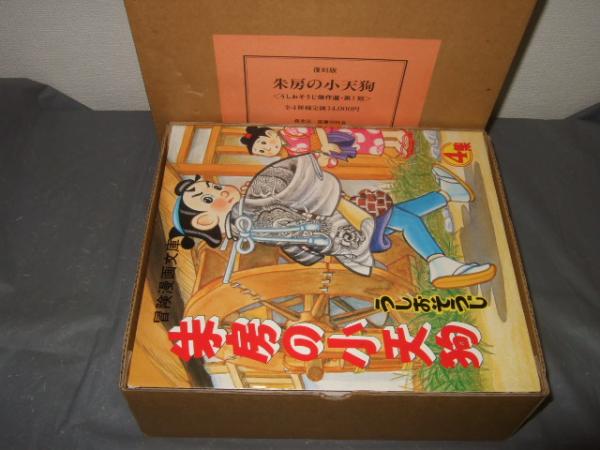 復刻版
朱房の小天狗
<うしおそうじ傑作選・第1期>
全4冊補定価14,000円
4集
冒険漫画文庫
うしおそうじ
朱房の小天狗